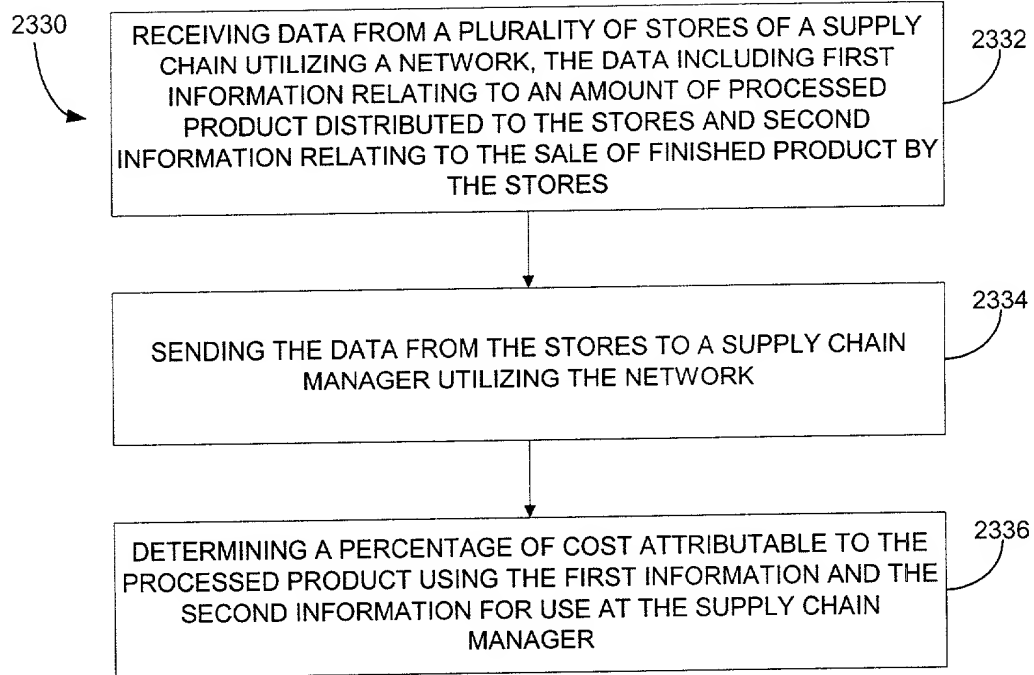 2330
RECEIVING DATA FROM A PLURALITY OF STORES OF A SUPPLY
CHAIN UTILIZING A NETWORK, THE DATA INCLUDING FIRST
INFORMATION RELATING TO AN AMOUNT OF PROCESSED
PRODUCT DISTRIBUTED TO THE STORES AND SECOND
INFORMATION RELATING TO THE SALE OF FINISHED PRODUCT BY
THE STORES
2332
SENDING THE DATA FROM THE STORES TO A SUPPLY CHAIN
MANAGER UTILIZING THE NETWORK
2334
DETERMINING A PERCENTAGE OF COST ATTRIBUTABLE TO THE
PROCESSED PRODUCT USING THE FIRST INFORMATION AND THE
SECOND INFORMATION FOR USE AT THE SUPPLY CHAIN
MANAGER
2336